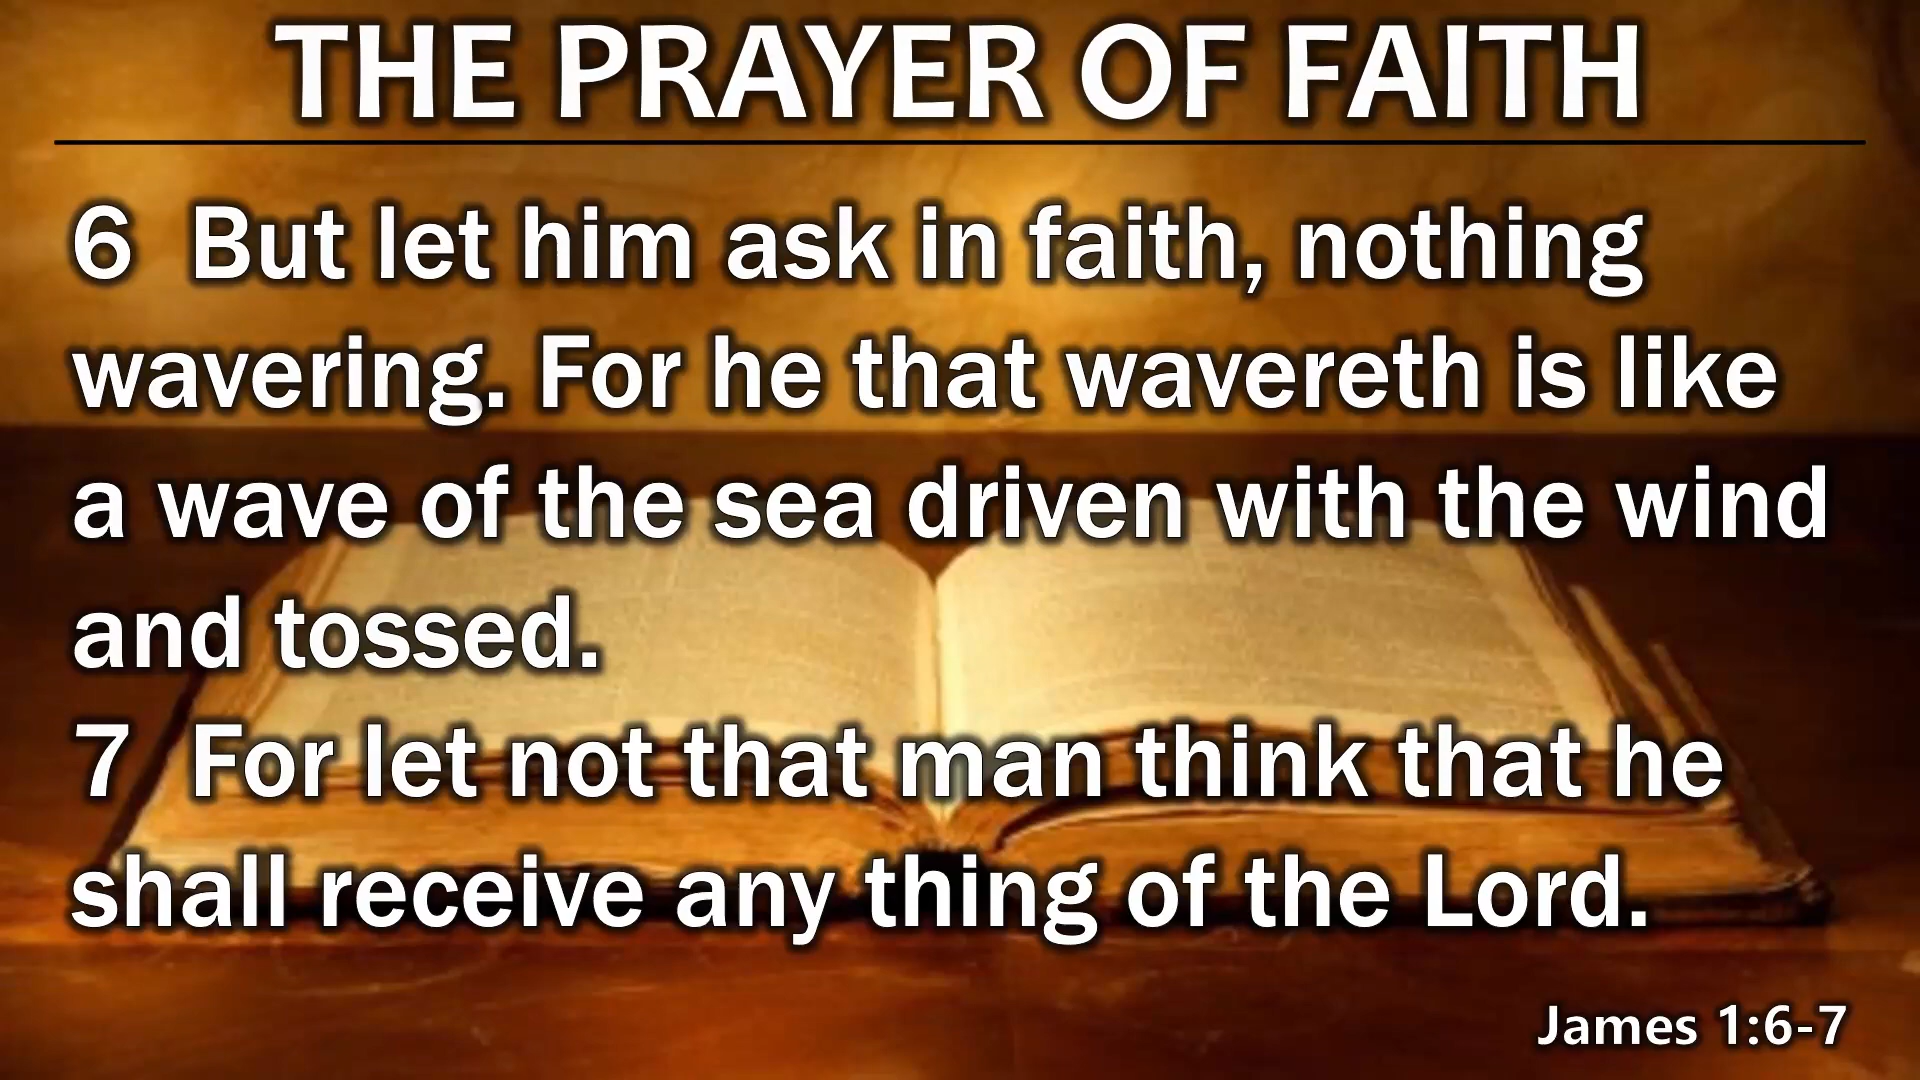 THE PRAYER OF FAITH
6 But let him ask in faith, nothing
wavering. For he that wavereth is like
a wave of the sea driven with the wind
and tossed.
7 For let not that man think that he
shall receive any thing of the Lord.
James 1:6-7